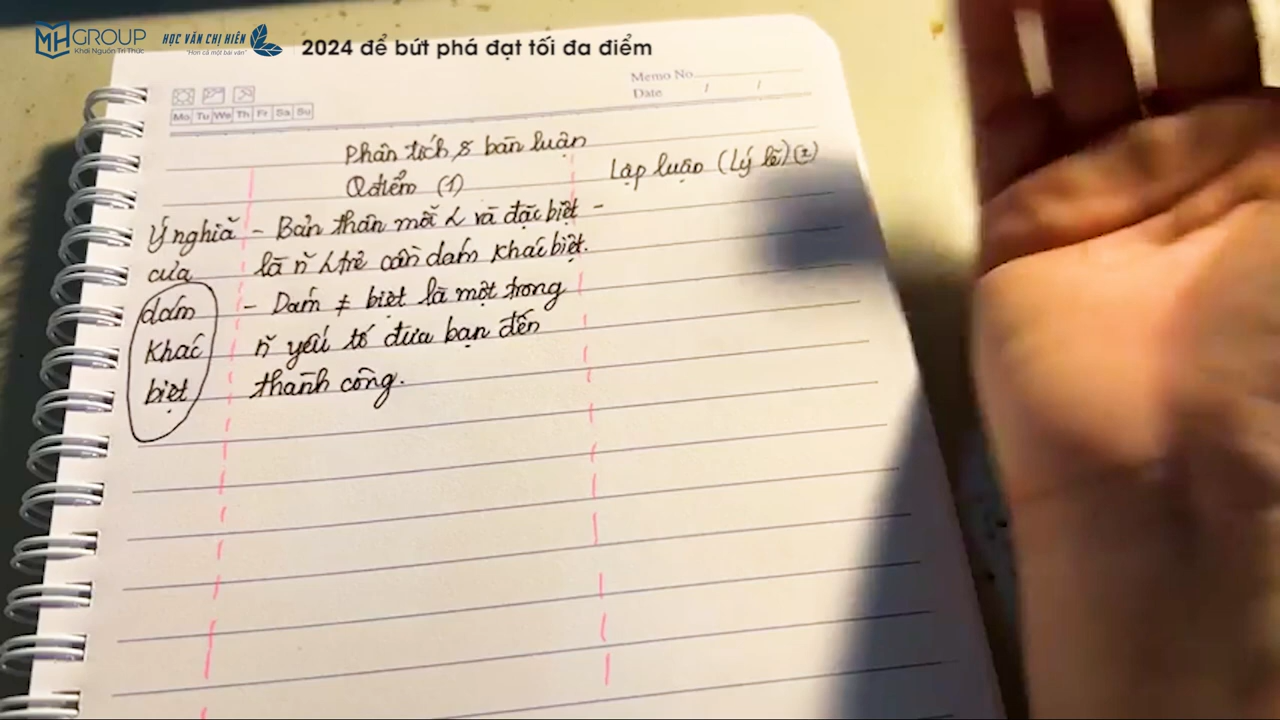 MH GROUP
Khai Nguồn Tri Thức
HỌC VĂN CHỊ HIÊN
"Hơn cả một bài văn"
2024 để bứt phá đạt tối đa điểm
Memo No.
Date / /
Mo Tu We Th Fr Sa Su
Phân tích & bàn luận
Qđiểm (1)
Lập luận (Lý lẽ) (2)
Ý nghĩa
của
dám
khác
biệt
- Bản thân mỗi và đặc biệt -
là ~ trẻ cần dám khác biệt.
- Dám ≠ biệt là một trong
~ yếu tố đưa bạn đến
thành công.